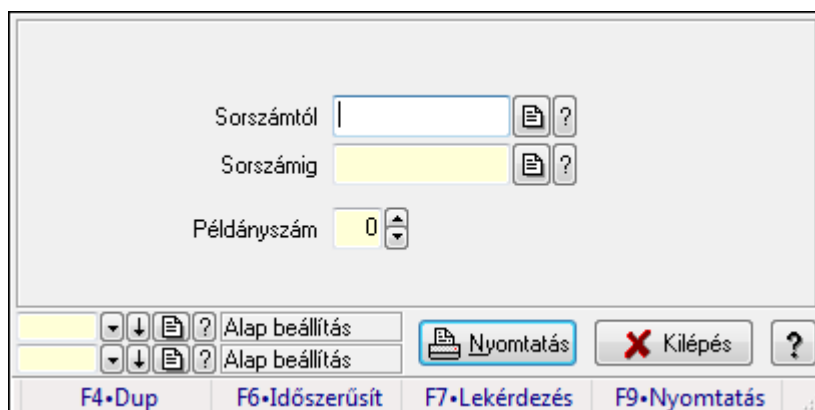 Sorszámtól ?
Sorszámig ?
Példányszám 0
? Alap beállítás
? Alap beállítás
Nyomtatás
Kilépés
?
F4•Dup F6•Időszerűsít F7•Lekérdezés F9•Nyomtatás